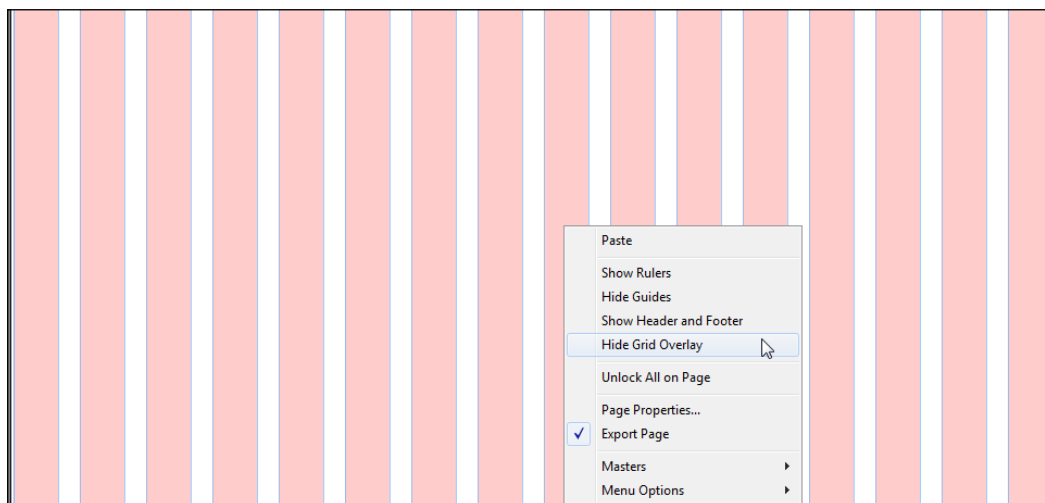 Paste
Show Rulers
Hide Guides
Show Header and Footer
Hide Grid Overlay
Unlock All on Page
Page Properties...
Export Page
Masters
Menu Options